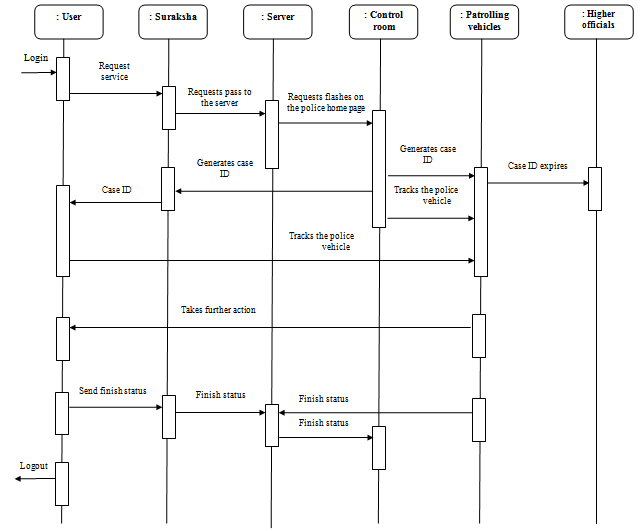 : User
: Suraksha
: Server
: Control
room
: Patrolling
vehicles
: Higher
officials
Login
Request
service
Requests pass to
the server
Requests flashes on
the police home page
Generates case
ID
Generates case
ID
Case ID expires
Case ID
Tracks the police
vehicle
Tracks the police
vehicle
Takes further action
Send finish status
Finish status
Finish status
Finish status
Logout